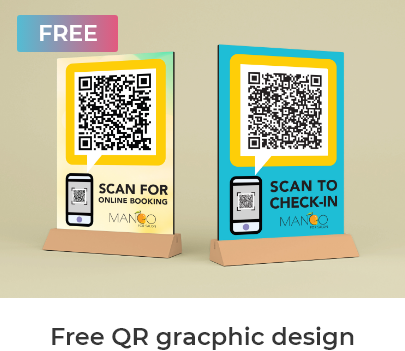 FREE
SCAN FOR
ONLINE BOOKING
MANGO
SCAN TO
CHECK-IN
MANGO
Free QR gracphic design